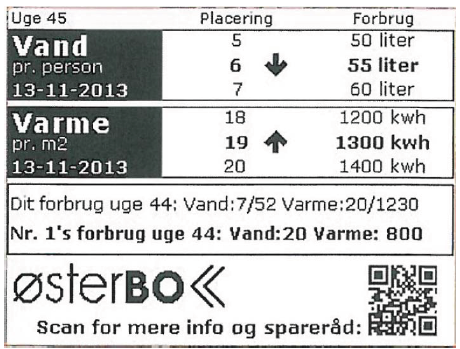 Uge 45 Placering Forbrug
Vand 5 50 liter
pr. person 6 55 liter
13-11-2013 7 60 liter
Varme 18 1200 kwh
pr. m2 19 1300 kwh
13-11-2013 20 1400 kwh
Dit forbrug uge 44: Vand:7/52 Varme:20/1230
Nr. 1's forbrug uge 44: Vand:20 Varme: 800
østerBO
Scan for mere info og spareråd: